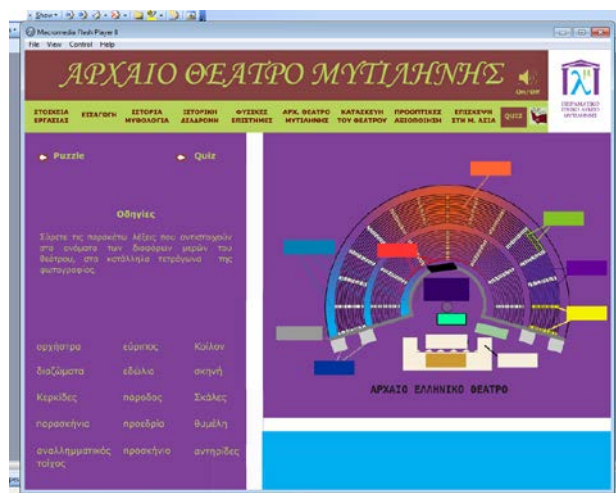 Show
Macromedia Flash Player 8
File View Control Help
ΑΡΧΑΙΟ ΘΕΑΤΡΟ ΜΥΤΙΛΗΝΗΣ
On/Off
ΣΤΟΙΧΕΙΑ ΕΡΓΑΣΙΑΣ
ΕΙΣΑΓΩΓΗ
ΙΣΤΟΡΙΑ ΜΥΘΟΛΟΓΙΑ
ΙΣΤΟΡΙΚΗ ΔΙΑΔΡΟΜΗ
ΦΥΣΙΚΕΣ ΕΠΙΣΤΗΜΕΣ
ΑΡΧ. ΘΕΑΤΡΟ ΜΥΤΙΛΗΝΗΣ
ΚΑΤΑΣΚΕΥΗ ΤΟΥ ΘΕΑΤΡΟΥ
ΠΡΟΟΠΤΙΚΕΣ ΑΞΙΟΠΟΙΗΣΗ
ΕΠΙΣΚΕΨΗ ΣΤΗ Μ. ΑΣΙΑ
QUIZ
Puzzle Quiz
Οδηγίες
Σύρετε τις παρακάτω λέξεις που αντιστοιχούν
στα ονόματα των διαφόρων μερών του
θεάτρου, στα κατάλληλα τετράγωνα της
φωτογραφίας.
ορχήστρα εύριπος Κοίλον
διαζώματα εδώλια σκηνή
Κερκίδες πάροδος Σκάλες
παρασκήνια προεδρία θυμέλη
αναλλημματικός προσκήνιο αντηρίδες
τοίχος
ΑΡΧΑΙΟ ΕΛΛΗΝΙΚΟ ΘΕΑΤΡΟ